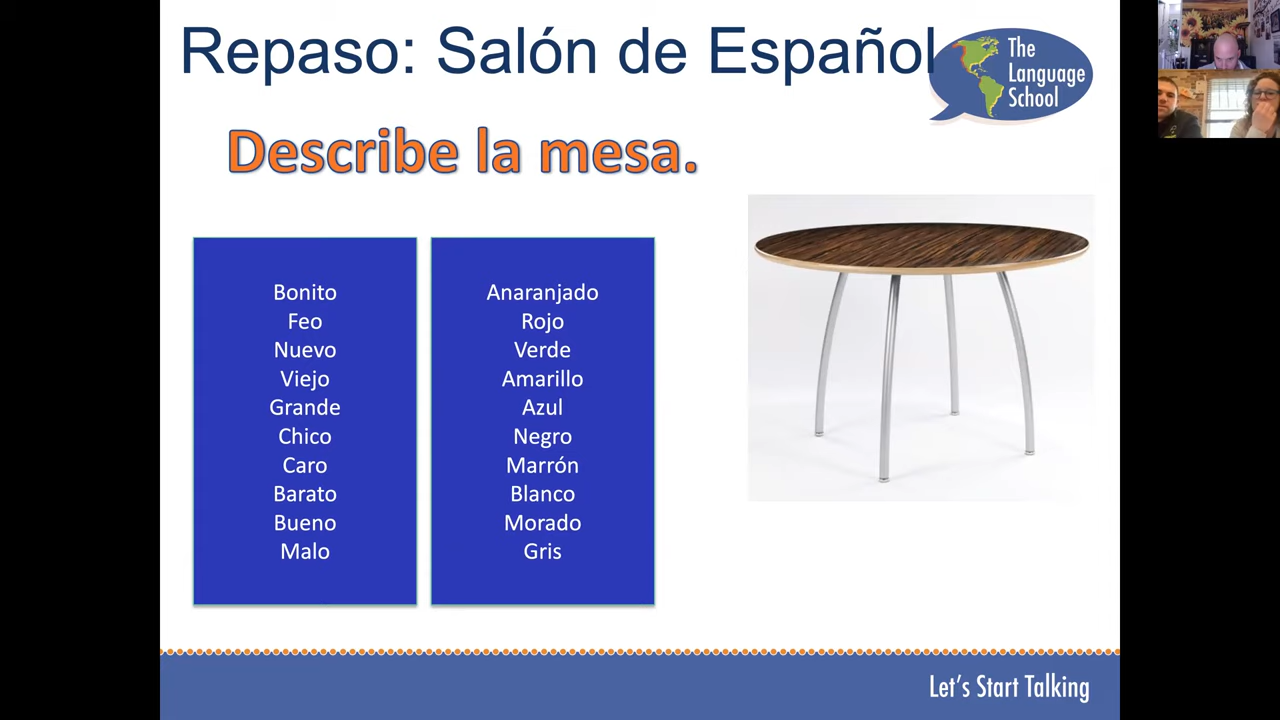 Repaso: Salón de Español
The
Language
School
Describe la mesa.
Bonito
Feo
Nuevo
Viejo
Grande
Chico
Caro
Barato
Bueno
Malo
Anaranjado
Rojo
Verde
Amarillo
Azul
Negro
Marrón
Blanco
Morado
Gris
Let's Start Talking